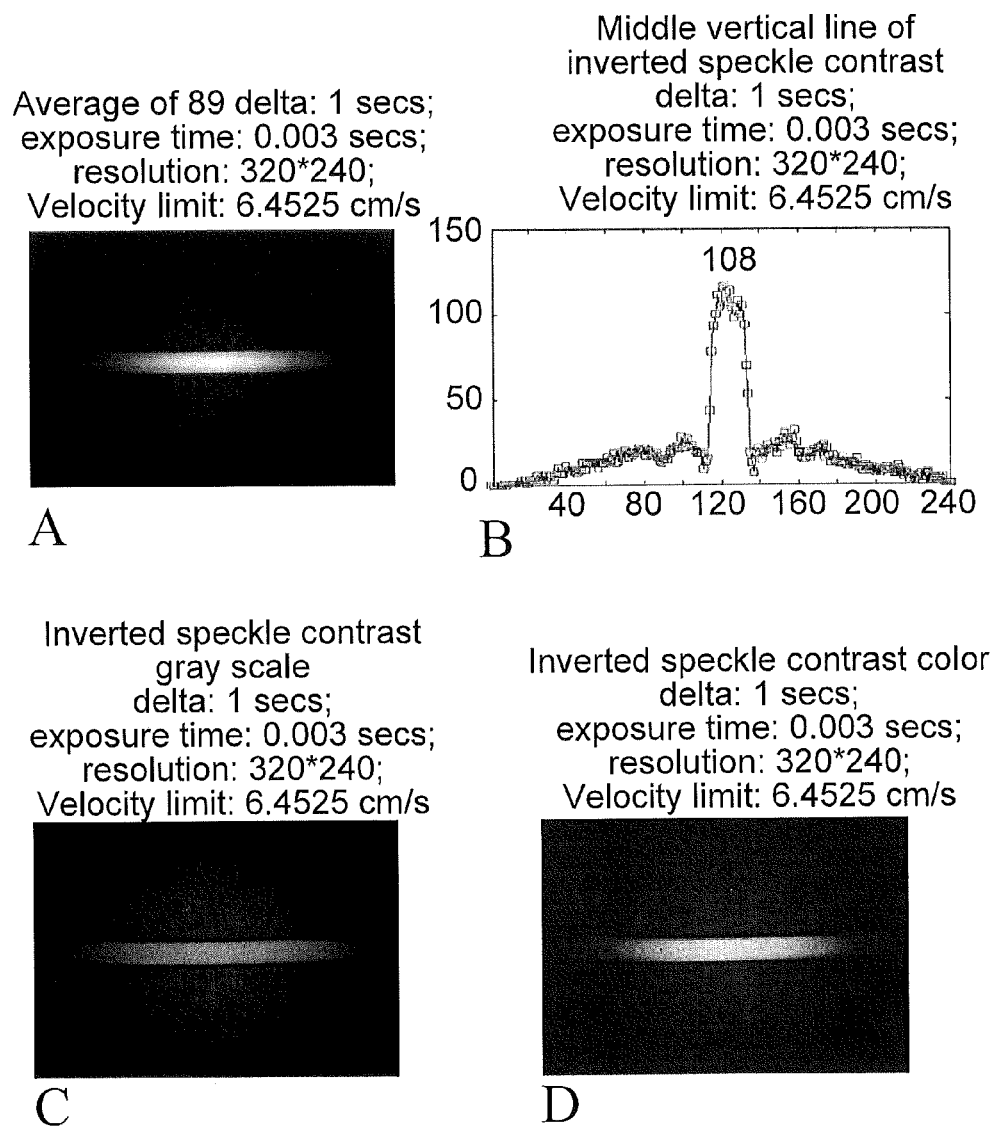 Average of 89 delta: 1 secs;
exposure time: 0.003 secs;
resolution: 320*240;
Velocity limit: 6.4525 cm/s
A
Middle vertical line of
inverted speckle contrast
delta: 1 secs;
exposure time: 0.003 secs;
resolution: 320*240;
Velocity limit: 6.4525 cm/s
150
108
100
50
0
40 80 120 160 200 240
B
Inverted speckle contrast
gray scale
delta: 1 secs;
exposure time: 0.003 secs;
resolution: 320*240;
Velocity limit: 6.4525 cm/s
C
Inverted speckle contrast color
delta: 1 secs;
exposure time: 0.003 secs;
resolution: 320*240;
Velocity limit: 6.4525 cm/s
D